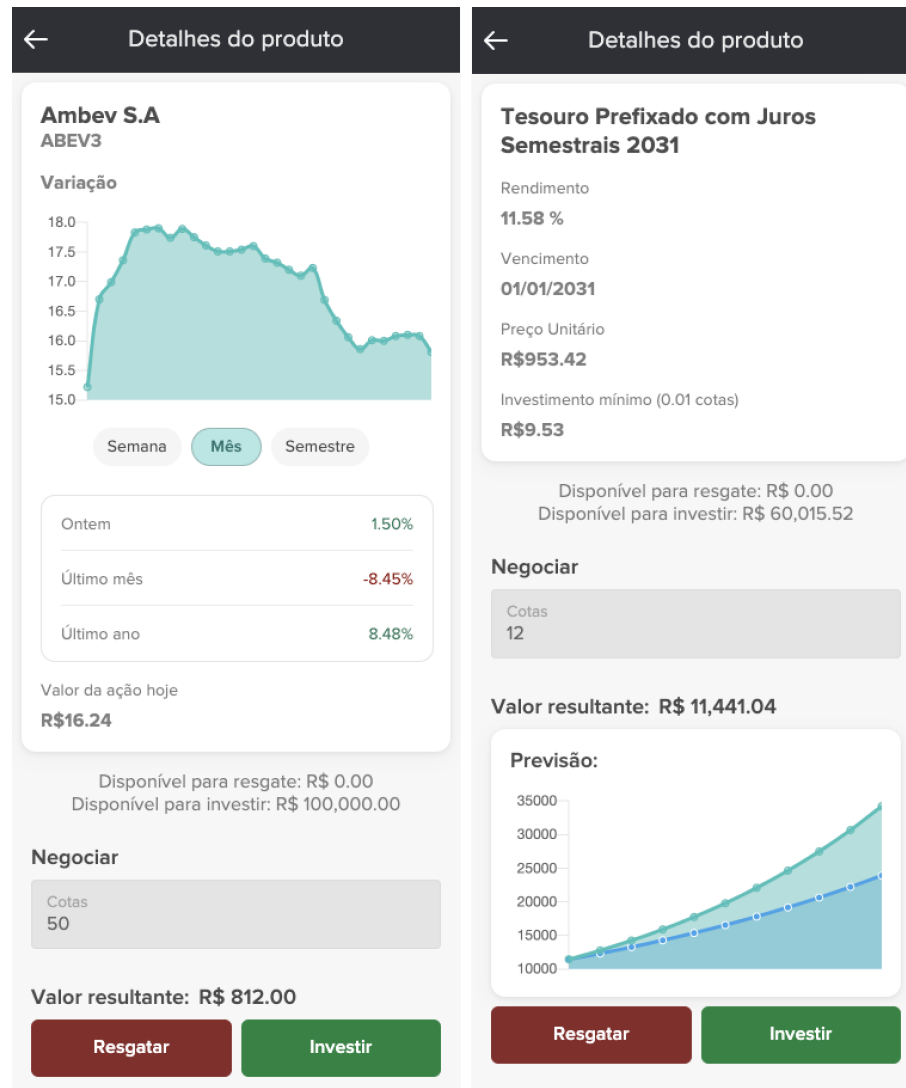 Detalhes do produto
Ambev S.A
ABEV3
Variação
18.0
17.5
17.0
16.5
16.0
15.5
15.0
Semana
Mês
Semestre
Ontem
1.50%
Último mês
-8.45%
Último ano
8.48%
Valor da ação hoje
R$16.24
Disponível para resgate: R$ 0.00
Disponível para investir: R$ 100,000.00
Negociar
Cotas
50
Valor resultante: R$ 812.00
Resgatar
Investir
Detalhes do produto
Tesouro Prefixado com Juros
Semestrais 2031
Rendimento
11.58 %
Vencimento
01/01/2031
Preço Unitário
R$953.42
Investimento mínimo (0.01 cotas)
R$9.53
Disponível para resgate: R$ 0.00
Disponível para investir: R$ 60,015.52
Negociar
Cotas
12
Valor resultante: R$ 11,441.04
Previsão:
35000
30000
25000
20000
15000
10000
Resgatar
Investir